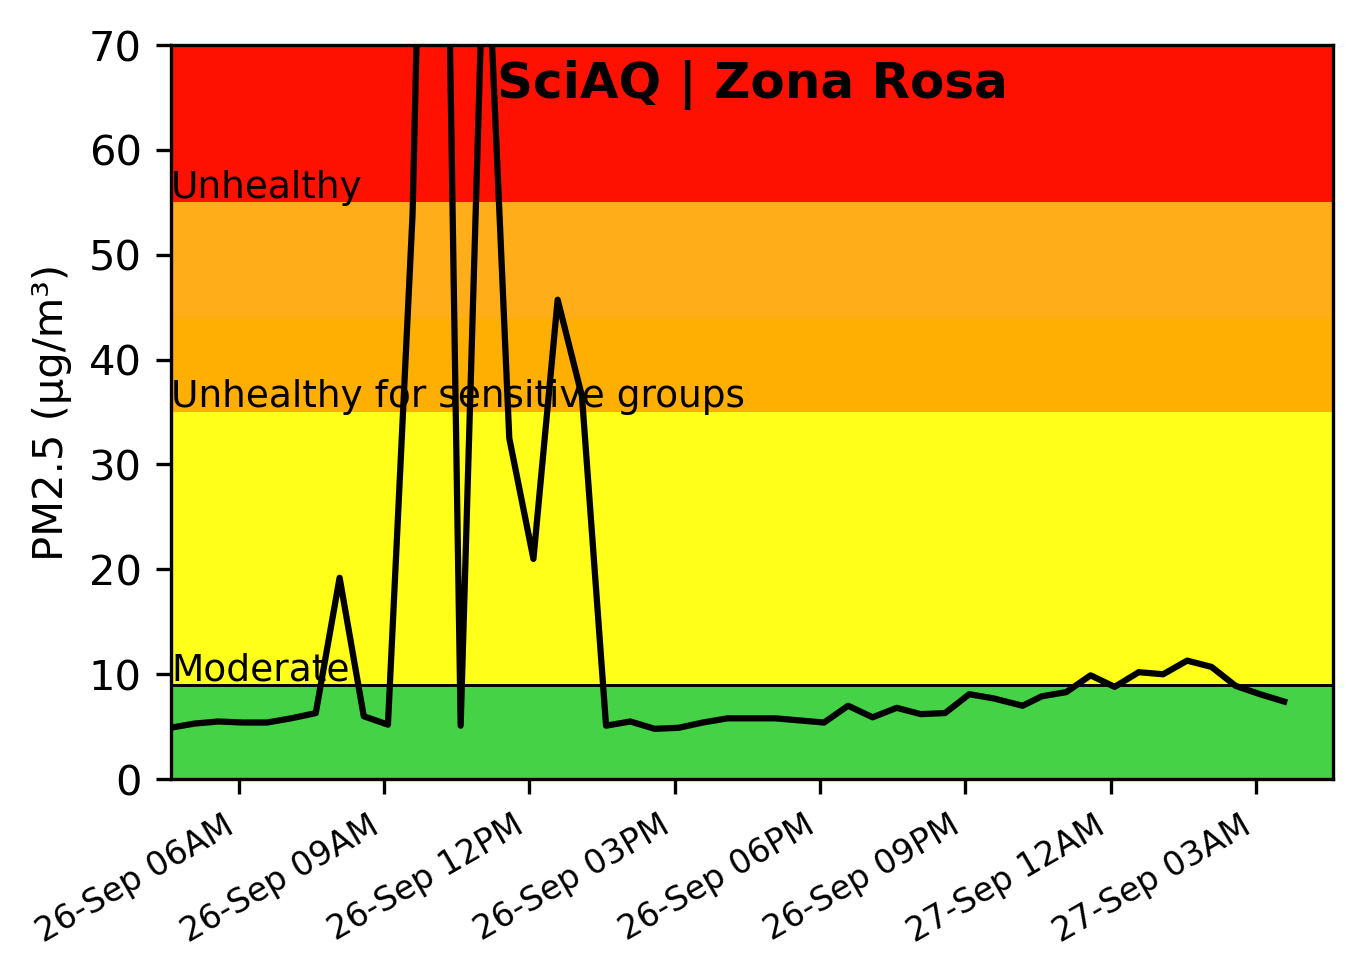 SciAQ | Zona Rosa
PM2.5 (µg/m³)
70
60
50
40
30
20
10
0
Unhealthy
Unhealthy for sensitive groups
Moderate
26-Sep 06AM
26-Sep 09AM
26-Sep 12PM
26-Sep 03PM
26-Sep 06PM
26-Sep 09PM
27-Sep 12AM
27-Sep 03AM